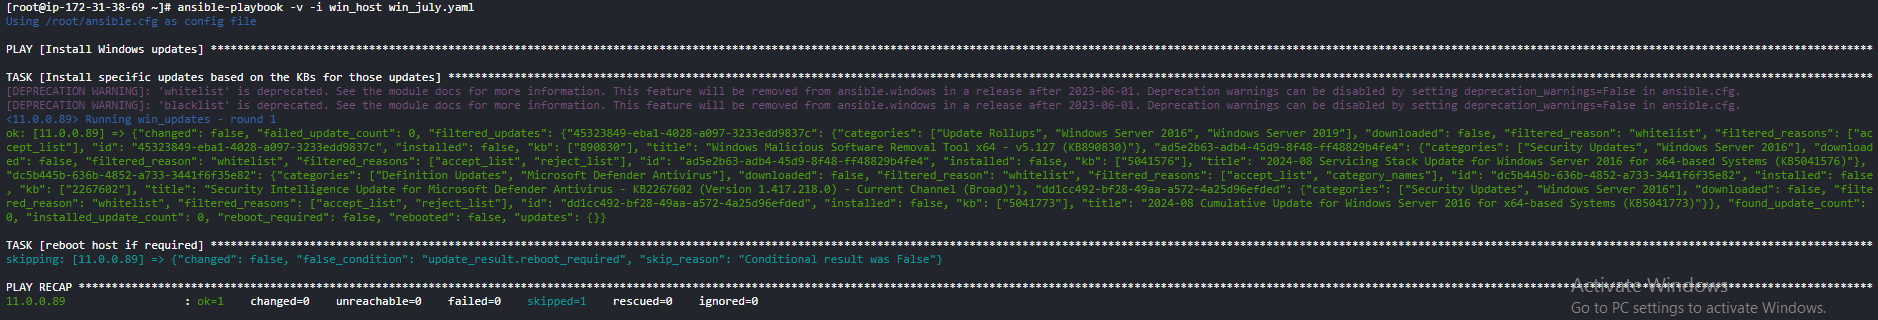 [root@ip-172-31-38-69 ~]# ansible-playbook -v -i win_host win_july.yaml
Using /root/ansible.cfg as config file
PLAY [Install Windows updates] ****************************************************************
TASK [Install specific updates based on the KBs for those updates] ****************************************************************
[DEPRECATION WARNING]: 'whitelist' is deprecated. See the module docs for more information. This feature will be removed from ansible.windows in a release after 2023-06-01. Deprecation warnings can be disabled by setting deprecation_warnings=False in ansible.cfg.
[DEPRECATION WARNING]: 'blacklist' is deprecated. See the module docs for more information. This feature will be removed from ansible.windows in a release after 2023-06-01. Deprecation warnings can be disabled by setting deprecation_warnings=False in ansible.cfg.
<11.0.0.89> Running win_updates - round 1
ok: [11.0.0.89] => {"changed": false, "failed_update_count": 0, "filtered_updates": {"45323849-eba1-4028-a097-3233edd9837c": {"categories": ["Update Rollups", "Windows Server 2016", "Windows Server 2019"], "downloaded": false, "filtered_reason": "whitelist", "filtered_reasons": ["ac
cept_list"], "id": "45323849-eba1-4028-a097-3233edd9837c", "installed": false, "kb": ["890830"], "title": "Windows Malicious Software Removal Tool x64 - v5.127 (KB890830)"}, "ad5e2b63-adb4-45d9-8f48-ff48829b4fe4": {"categories": ["Security Updates", "Windows Server 2016"], "download
ed": false, "filtered_reason": "whitelist", "filtered_reasons": ["accept_list", "reject_list"], "id": "ad5e2b63-adb4-45d9-8f48-ff48829b4fe4", "installed": false, "kb": ["5041576"], "title": "2024-08 Servicing Stack Update for Windows Server 2016 for x64-based Systems (KB5041576)"},
"dc5b445b-636b-4852-a733-3441f6f35e82": {"categories": ["Definition Updates", "Microsoft Defender Antivirus"], "downloaded": false, "filtered_reason": "whitelist", "filtered_reasons": ["accept_list", "category_names"], "id": "dc5b445b-636b-4852-a733-3441f6f35e82", "installed": false
, "kb": ["2267602"], "title": "Security Intelligence Update for Microsoft Defender Antivirus - KB2267602 (Version 1.417.218.0) - Current Channel (Broad)"}, "dd1cc492-bf28-49aa-a572-4a25d96efded": {"categories": ["Security Updates", "Windows Server 2016"], "downloaded": false, "filte
red_reason": "whitelist", "filtered_reasons": ["accept_list", "reject_list"], "id": "dd1cc492-bf28-49aa-a572-4a25d96efded", "installed": false, "kb": ["5041773"], "title": "2024-08 Cumulative Update for Windows Server 2016 for x64-based Systems (KB5041773)"}}, "found_update_count":
0, "installed_update_count": 0, "reboot_required": false, "rebooted": false, "updates": {}}
TASK [reboot host if required] ****************************************************************
skipping: [11.0.0.89] => {"changed": false, "false_condition": "update_result.reboot_required", "skip_reason": "Conditional result was False"}
PLAY RECAP ****************************************************************
11.0.0.89 : ok=1 changed=0 unreachable=0 failed=0 skipped=1 rescued=0 ignored=0
Activate Windows
Go to PC settings to activate Windows.